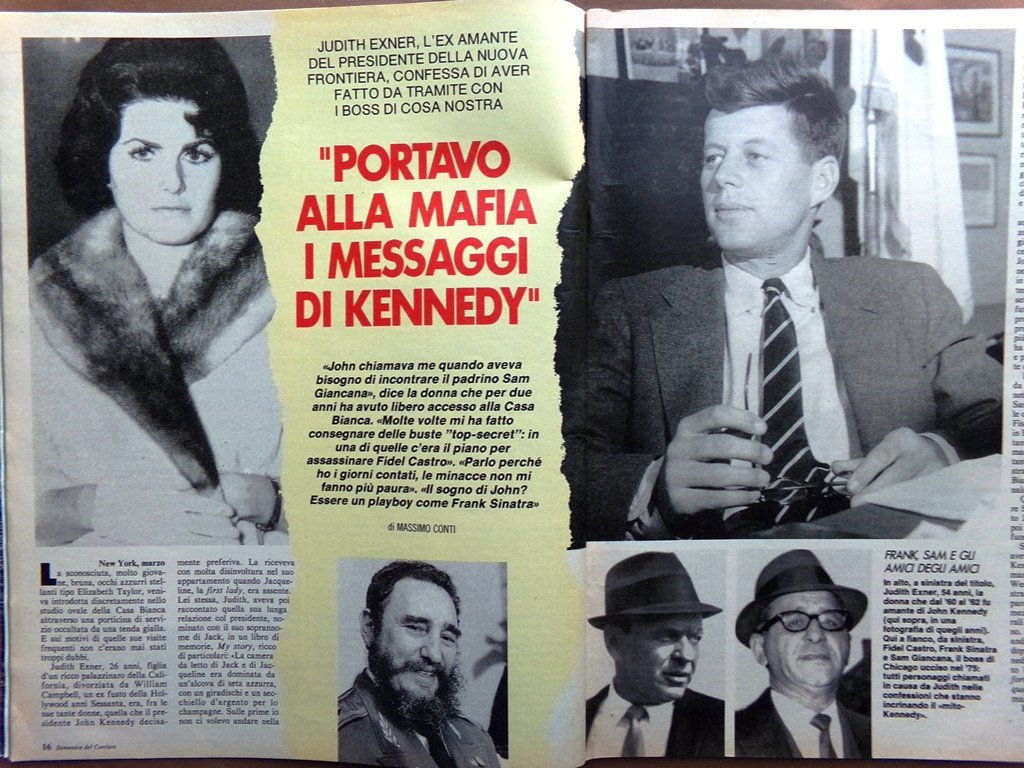 JUDITH EXNER, L'EX AMANTE
DEL PRESIDENTE DELLA NUOVA
FRONTIERA, CONFESSA DI AVER
FATTO DA TRAMITE CON
I BOSS DI COSA NOSTRA
"PORTAVO
ALLA MAFIA
I MESSAGGI
DI KENNEDY"
«John chiamava me quando aveva
bisogno di incontrare il padrino Sam
Giancana», dice la donna che per due
anni ha avuto libero accesso alla Casa
Bianca. «Molte volte mi ha fatto
consegnare delle buste "top-secret": in
una di quelle c'era il piano per
assassinare Fidel Castro». «Parlo perché
ho i giorni contati, le minacce non mi
fanno più paura». «Il sogno di John?
Essere un playboy come Frank Sinatra»
di MASSIMO CONTI
New York, marzo
La sconosciuta, molto giova-
ne, bruna, occhi azzurri stel-
lanti tipo Elizabeth Taylor, veni-
va introdotta discretamente nello
studio ovale della Casa Bianca
attraverso una porticina di servi-
zio occultata da una tenda gialla.
E sui motivi di quelle sue visite
frequenti non c'erano mai stati
troppi dubbi.
Judith Exner, 26 anni, figlia
d'un ricco palazzinaro della Cali-
fornia, divorziata da William
Campbell, un ex fusto della Hol-
lywood anni Sessanta, era, fra le
sue tante donne, quella che il pre-
sidente John Kennedy decisa-
mente preferiva. La riceveva
con molta disinvoltura nel suo
appartamento quando Jacque-
line, la first lady, era assente.
Lei stessa, Judith, aveva poi
raccontato quella sua lunga
relazione col presidente, no-
minato con il suo sopranno-
me di Jack, in un libro di
memorie, My story, ricco
di particolari: «La camera
da letto di Jack e di Jac-
queline era dominata da
un'alcova di seta azzurra,
con un giradischi e un sec-
chiello d'argento per lo
champagne. Sulle prime io
non ci volevo andare nella
16 Domenica del Corriere
FRANK, SAM E GLI
AMICI DEGLI AMICI
In alto, a sinistra del titolo,
Judith Exner, 54 anni, la
donna che dal '60 al '62 fu
amante di John Kennedy
(qui sopra, in una
fotografia di quegli anni).
Qui a fianco, da sinistra,
Fidel Castro, Frank Sinatra
e Sam Giancana, il boss di
Chicago ucciso nel '75:
tutti personaggi chiamati
in causa da Judith nelle
confessioni che stanno
incrinando il «mito-
Kennedy».